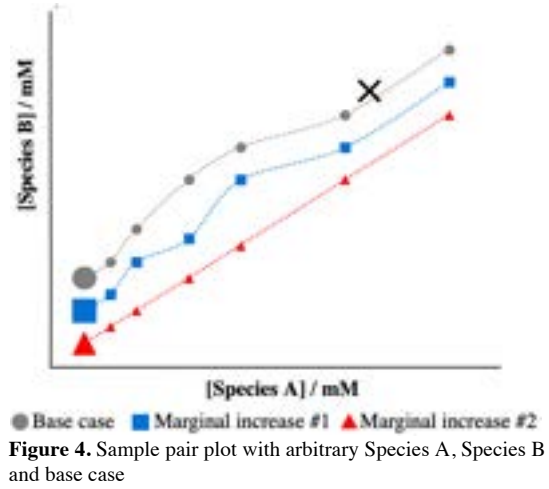 [Species B] / mM
[Species A] / mM
Base case Marginal increase #1 Marginal increase #2
Figure 4. Sample pair plot with arbitrary Species A, Species B
and base case